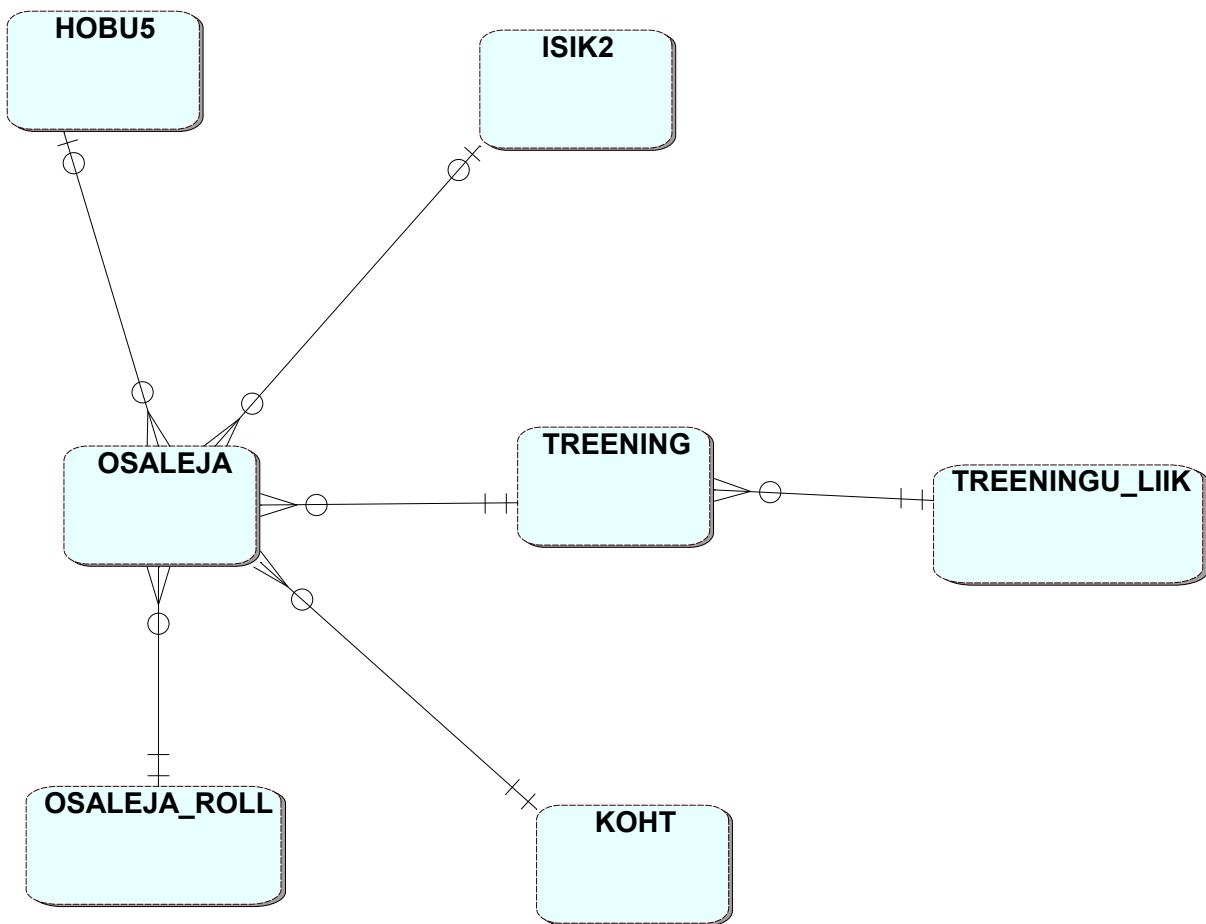 HOBU5
ISIK2
OSALEJA
TREENING
TREENINGU_LIIK
OSALEJA_ROLL
KOHT